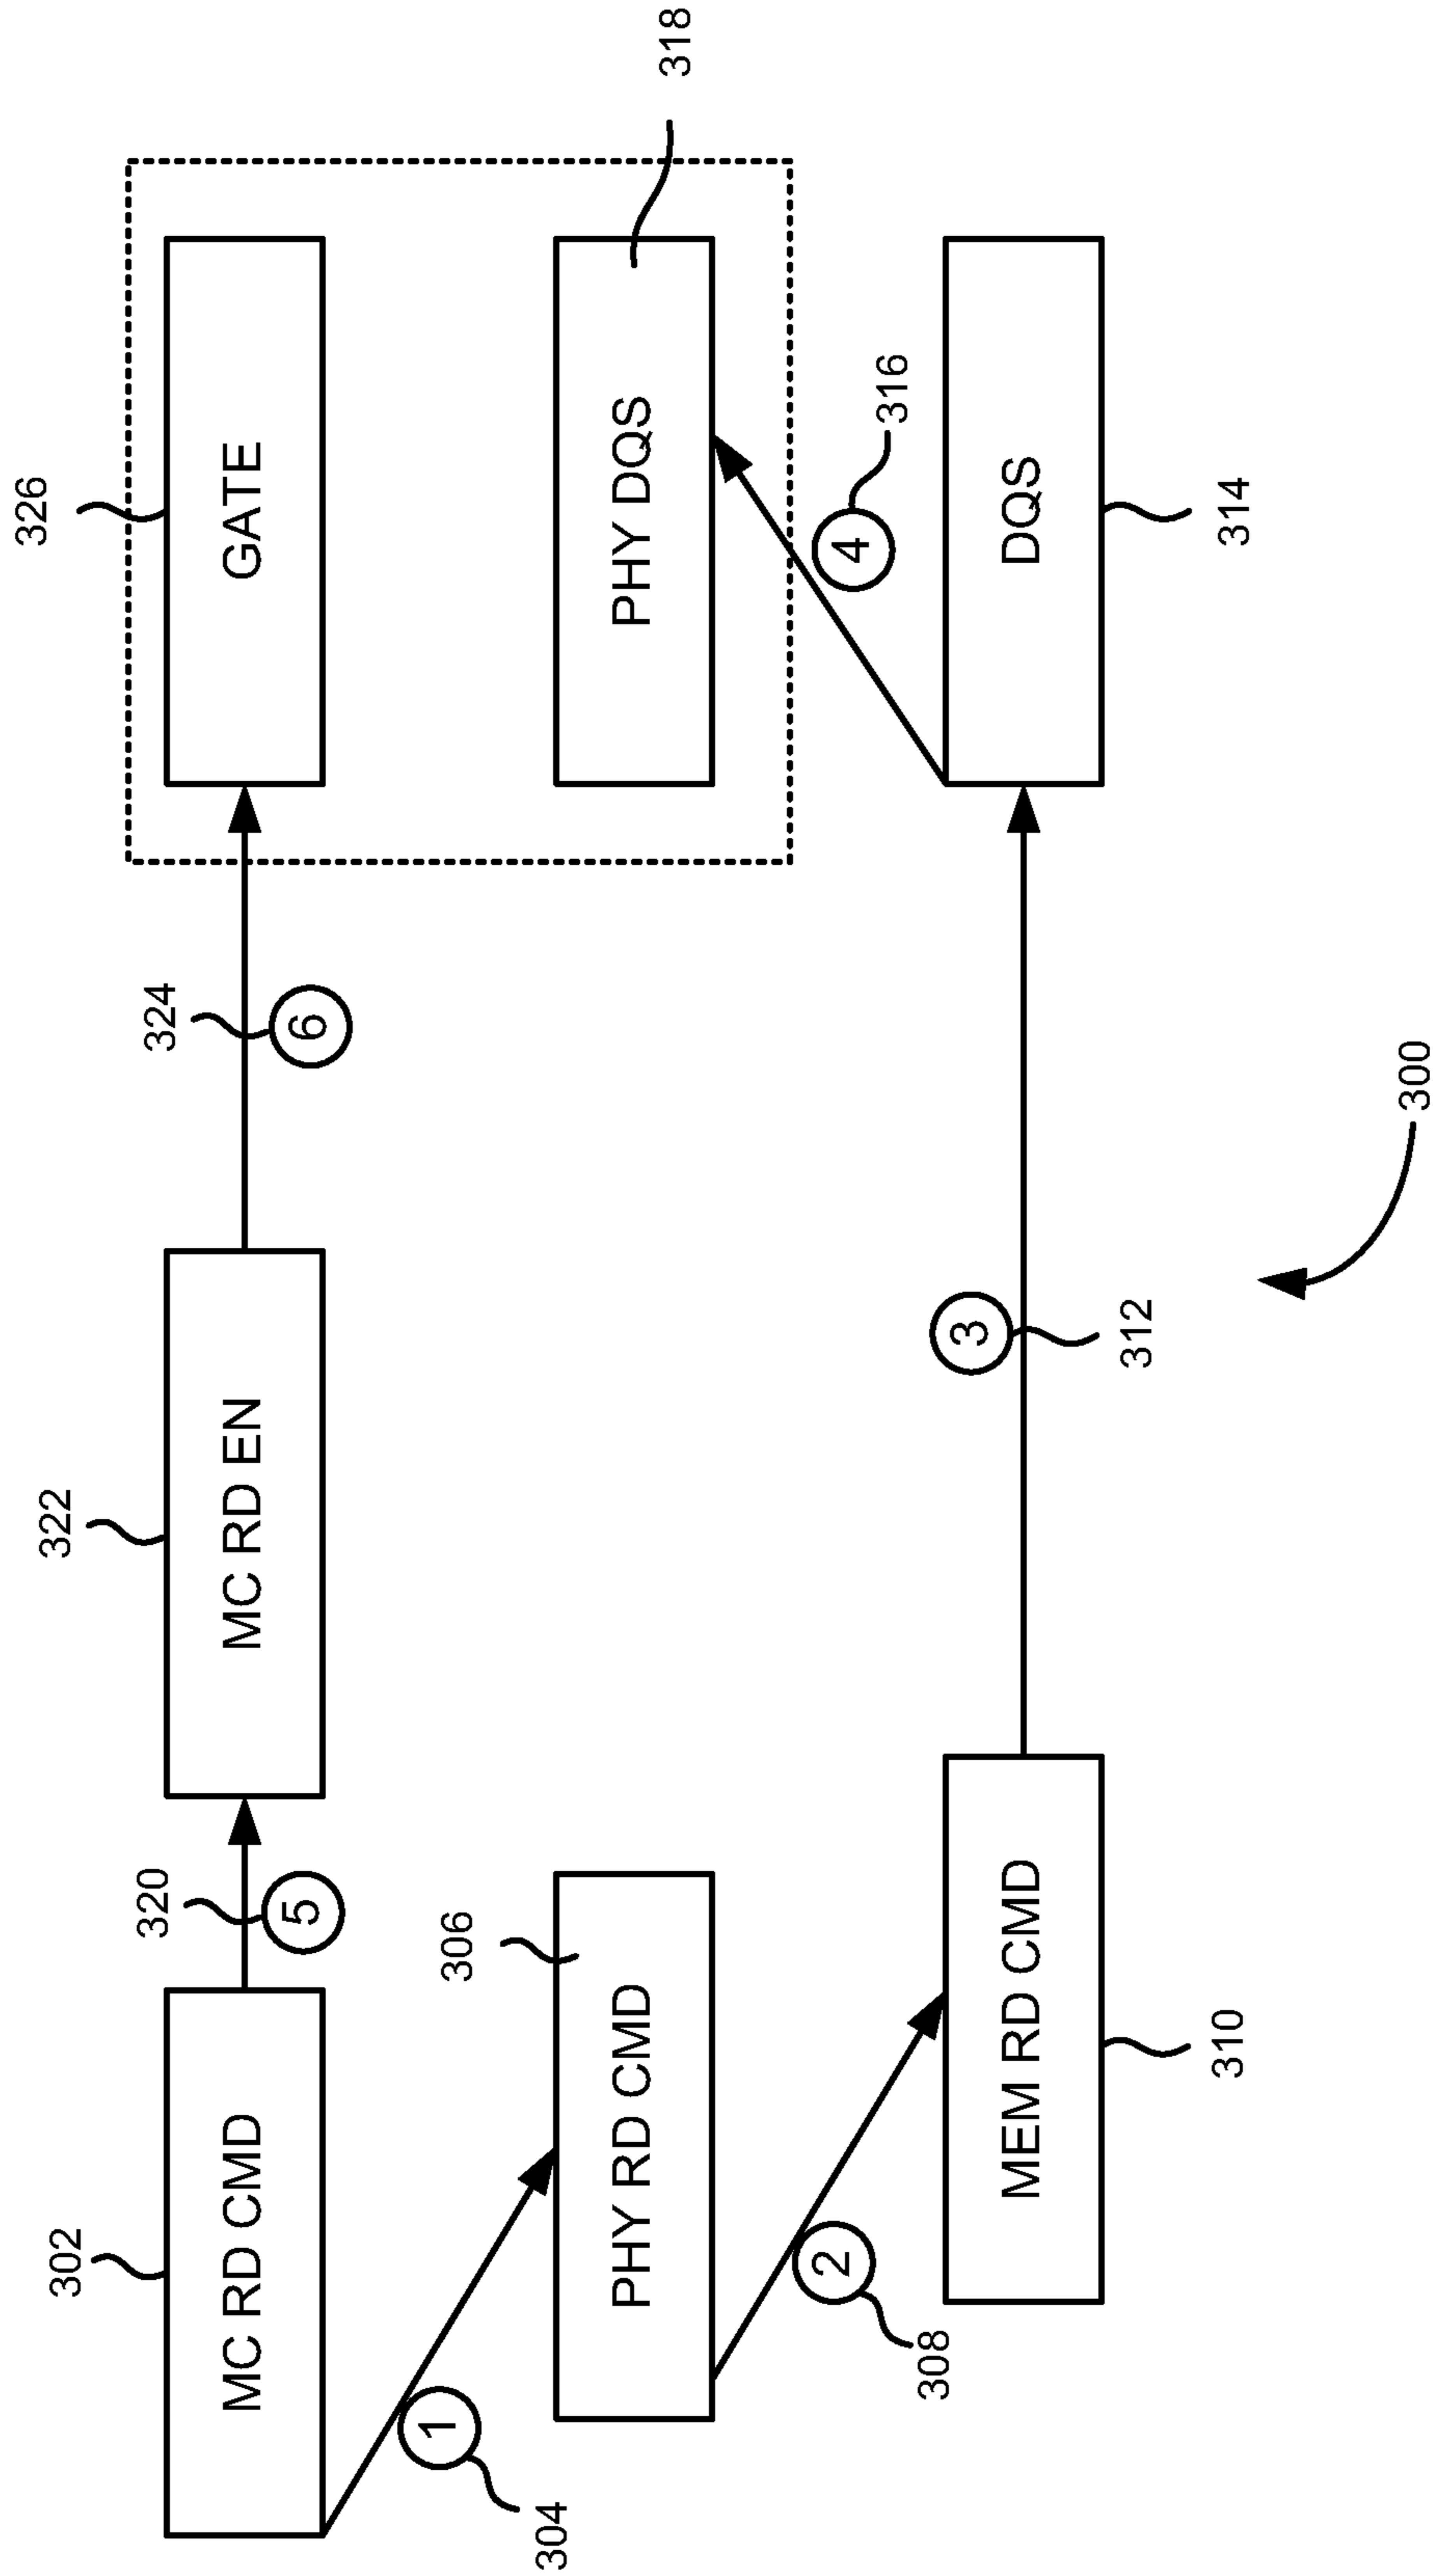 302
MC RD CMD
320
5
322
MC RD EN
324
6
326
GATE
304
1
306
PHY RD CMD
318
PHY DQS
308
2
316
4
310
MEM RD CMD
3
312
314
DQS
300